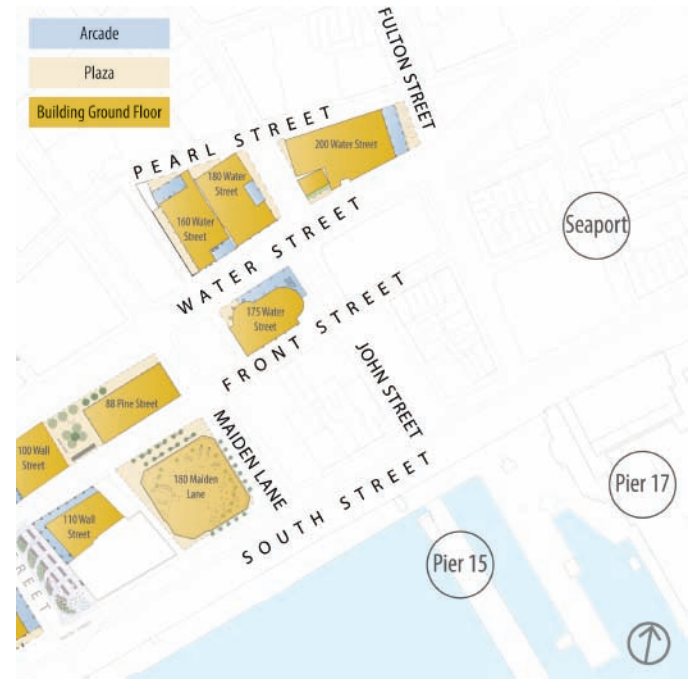 Arcade
Plaza
Building Ground Floor
FULTON STREET
PEARL STREET
200 Water Street
180 Water
Street
160 Water
Street
Seaport
WATER STREET
175 Water
Street
FRONT STREET
JOHN STREET
88 Pine Street
MAIDEN LANE
100 Wall
Street
180 Maiden
Lane
SOUTH STREET
Pier 17
110 Wall
Street
Pier 15
REET